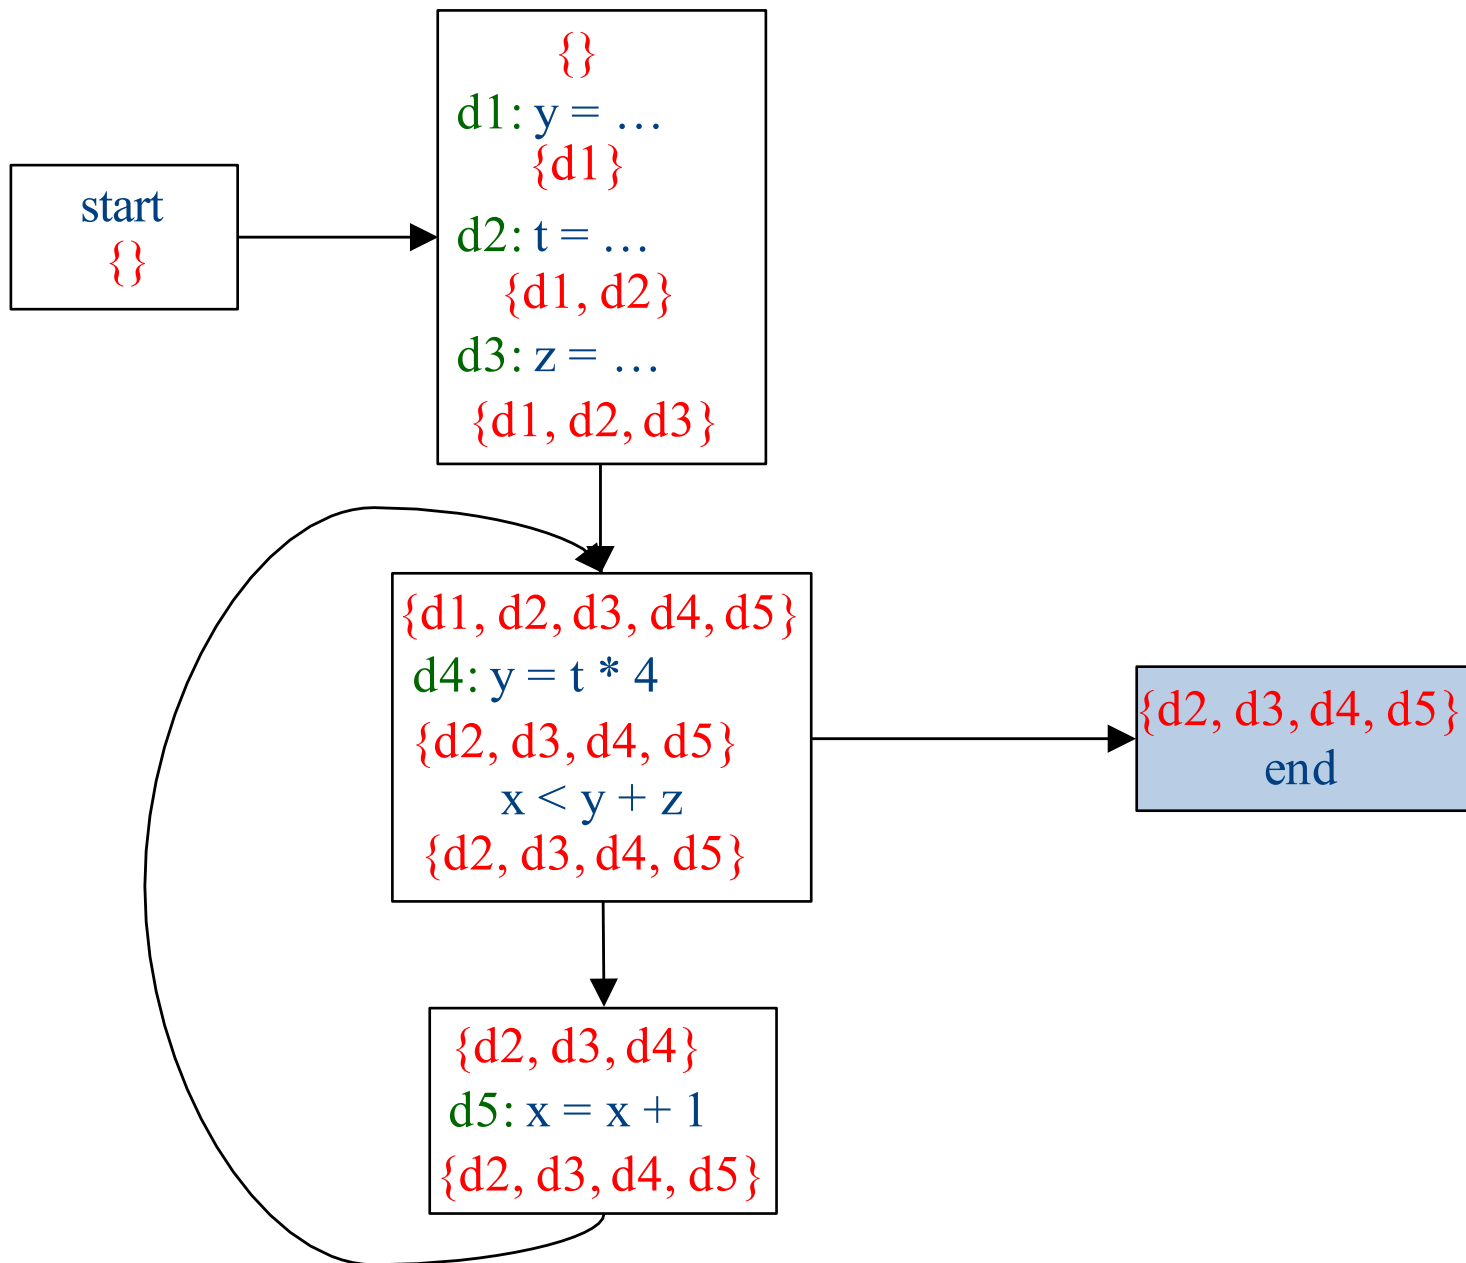 start
{}
{}
d1: y = …
{d1}
d2: t = …
{d1, d2}
d3: z = …
{d1, d2, d3}
{d1, d2, d3, d4, d5}
d4: y = t * 4
{d2, d3, d4, d5}
x < y + z
{d2, d3, d4, d5}
{d2, d3, d4, d5}
end
{d2, d3, d4}
d5: x = x + 1
{d2, d3, d4, d5}